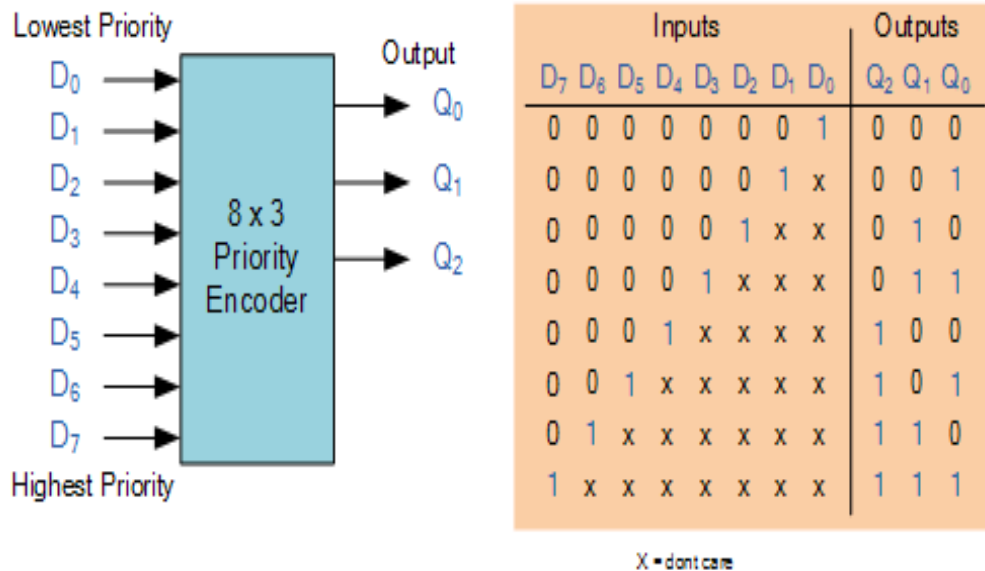 Lowest Priority
D₀
D₁
D₂
D₃
D₄
D₅
D₆
D₇
Highest Priority
8 x 3
Priority
Encoder
Output
Q₀
Q₁
Q₂
Inputs Outputs
D₇ D₆ D₅ D₄ D₃ D₂ D₁ D₀ Q₂ Q₁ Q₀
0 0 0 0 0 0 0 1 0 0 0
0 0 0 0 0 0 1 x 0 0 1
0 0 0 0 0 1 x x 0 1 0
0 0 0 0 1 x x x 0 1 1
0 0 0 1 x x x x 1 0 0
0 0 1 x x x x x 1 0 1
0 1 x x x x x x 1 1 0
1 x x x x x x x 1 1 1
X = dont care